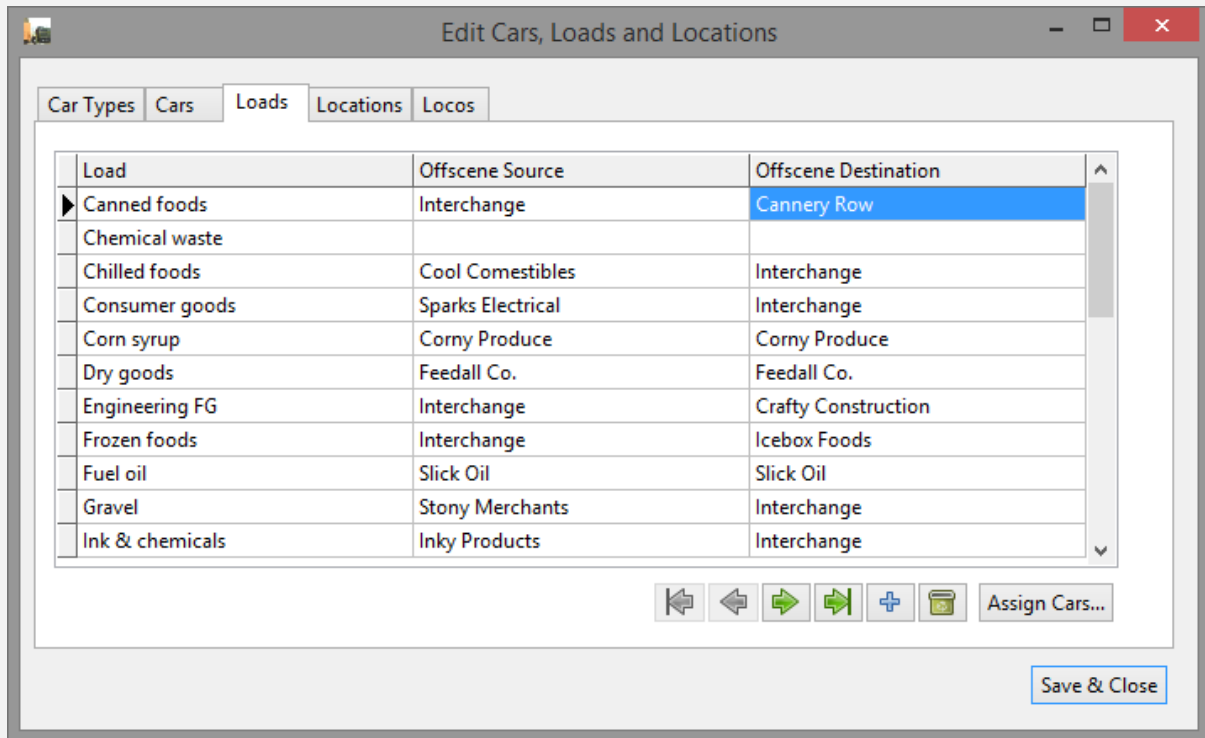 Edit Cars, Loads and Locations
Car Types Cars Loads Locations Locos
Load Offscene Source Offscene Destination
Canned foods Interchange Cannery Row
Chemical waste
Chilled foods Cool Comestibles Interchange
Consumer goods Sparks Electrical Interchange
Corn syrup Corny Produce Corny Produce
Dry goods Feedall Co. Feedall Co.
Engineering FG Interchange Crafty Construction
Frozen foods Interchange Icebox Foods
Fuel oil Slick Oil Slick Oil
Gravel Stony Merchants Interchange
Ink & chemicals Inky Products Interchange
Assign Cars...
Save & Close